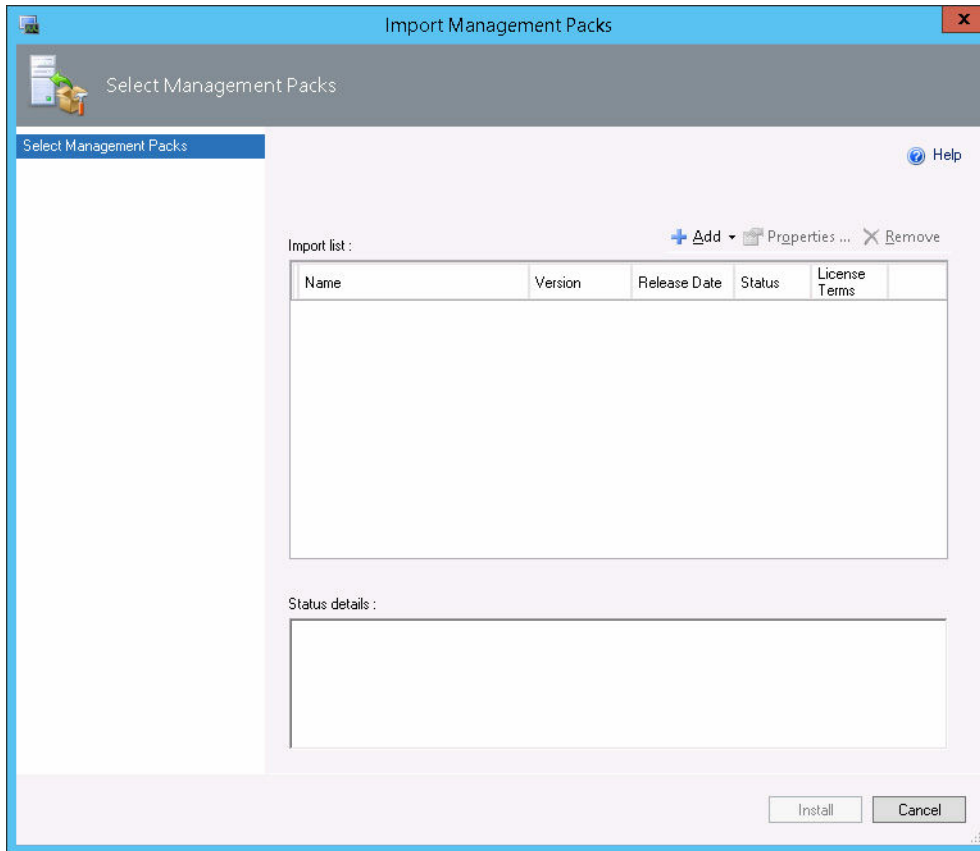 Import Management Packs
x
Select Management Packs
Select Management Packs
Help
Import list :
Add Properties ... Remove
Name Version Release Date Status License Terms
Status details :
Install Cancel